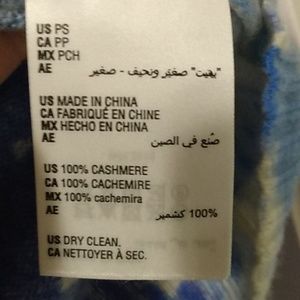 US PS
CA PP
MX PCH
AE
"بيتيت" صغيّر ونحيف - صغير
US MADE IN CHINA
CA FABRIQUÉ EN CHINE
MX HECHO EN CHINA
AE
صُنع في الصين
US 100% CASHMERE
CA 100% CACHEMIRE
MX 100% cachemira
AE
100% كشمير
US DRY CLEAN.
CA NETTOYER À SEC.